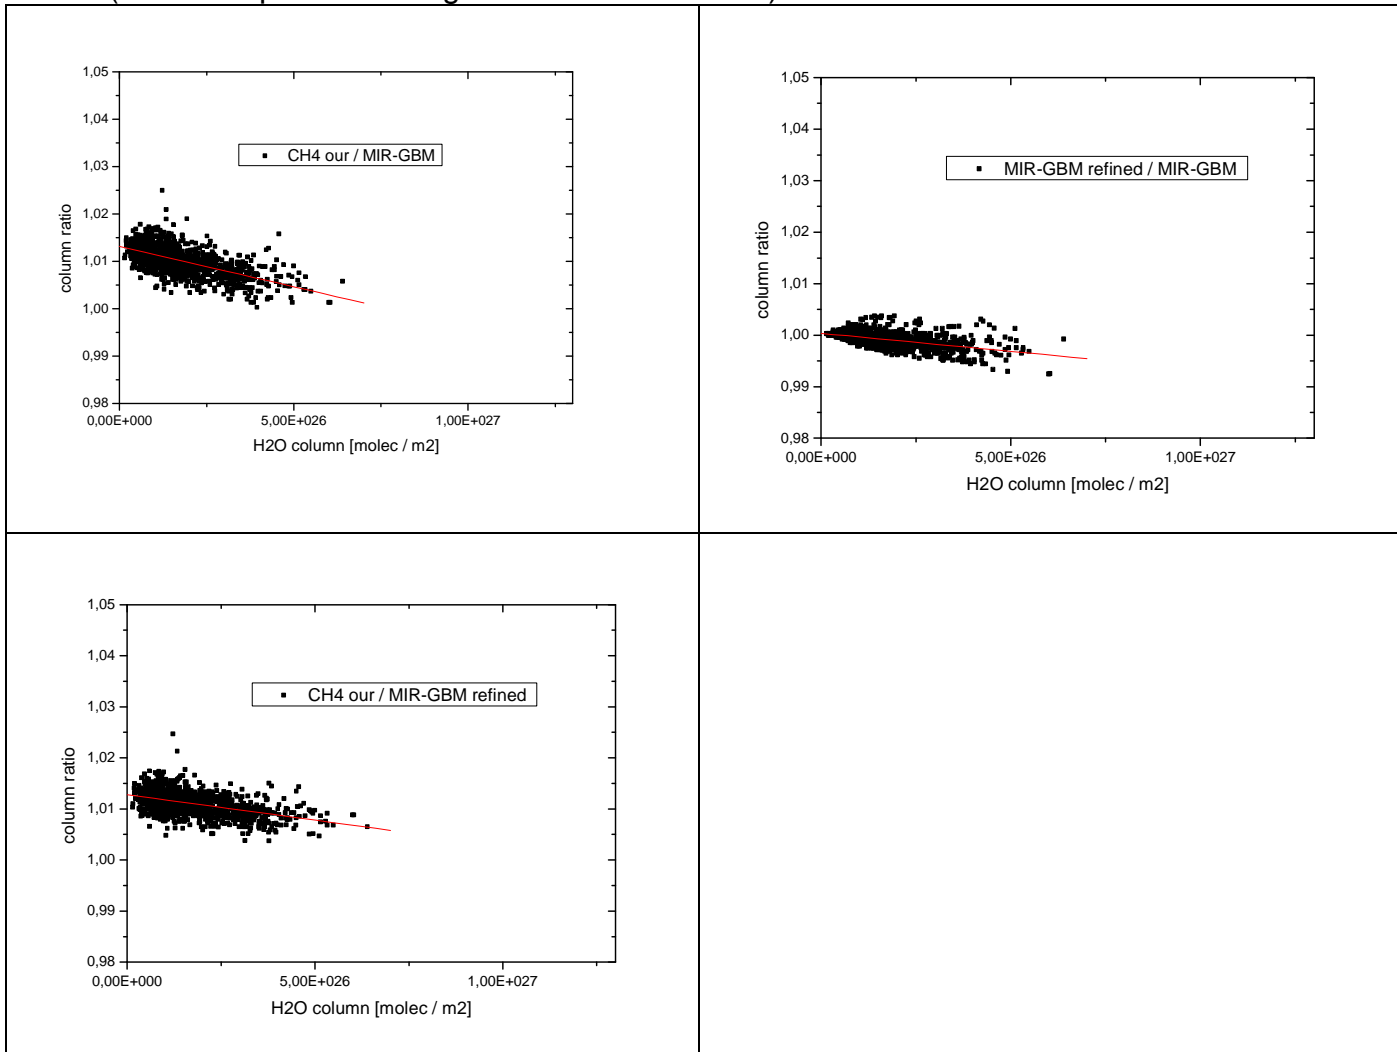 1,05
1,04
1,03
1,02
1,01
1,00
0,99
0,98
column ratio
CH4 our / MIR-GBM
0,00E+000
5,00E+026
1,00E+027
H2O column [molec / m2]
1,05
1,04
1,03
1,02
1,01
1,00
0,99
0,98
column ratio
MIR-GBM refined / MIR-GBM
0,00E+000
5,00E+026
1,00E+027
H2O column [molec / m2]
1,05
1,04
1,03
1,02
1,01
1,00
0,99
0,98
column ratio
CH4 our / MIR-GBM refined
0,00E+000
5,00E+026
1,00E+027
H2O column [molec / m2]